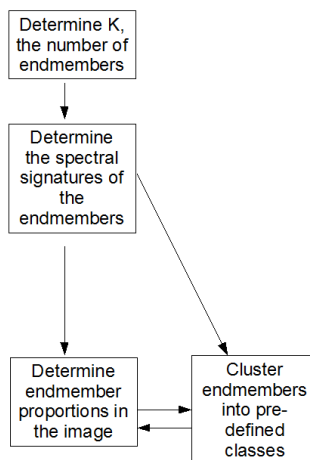 Determine K,
the number of
endmembers
Determine
the spectral
signatures of
the
endmembers
Determine
endmember
proportions in
the image
Cluster
endmembers
into pre-
defined
classes